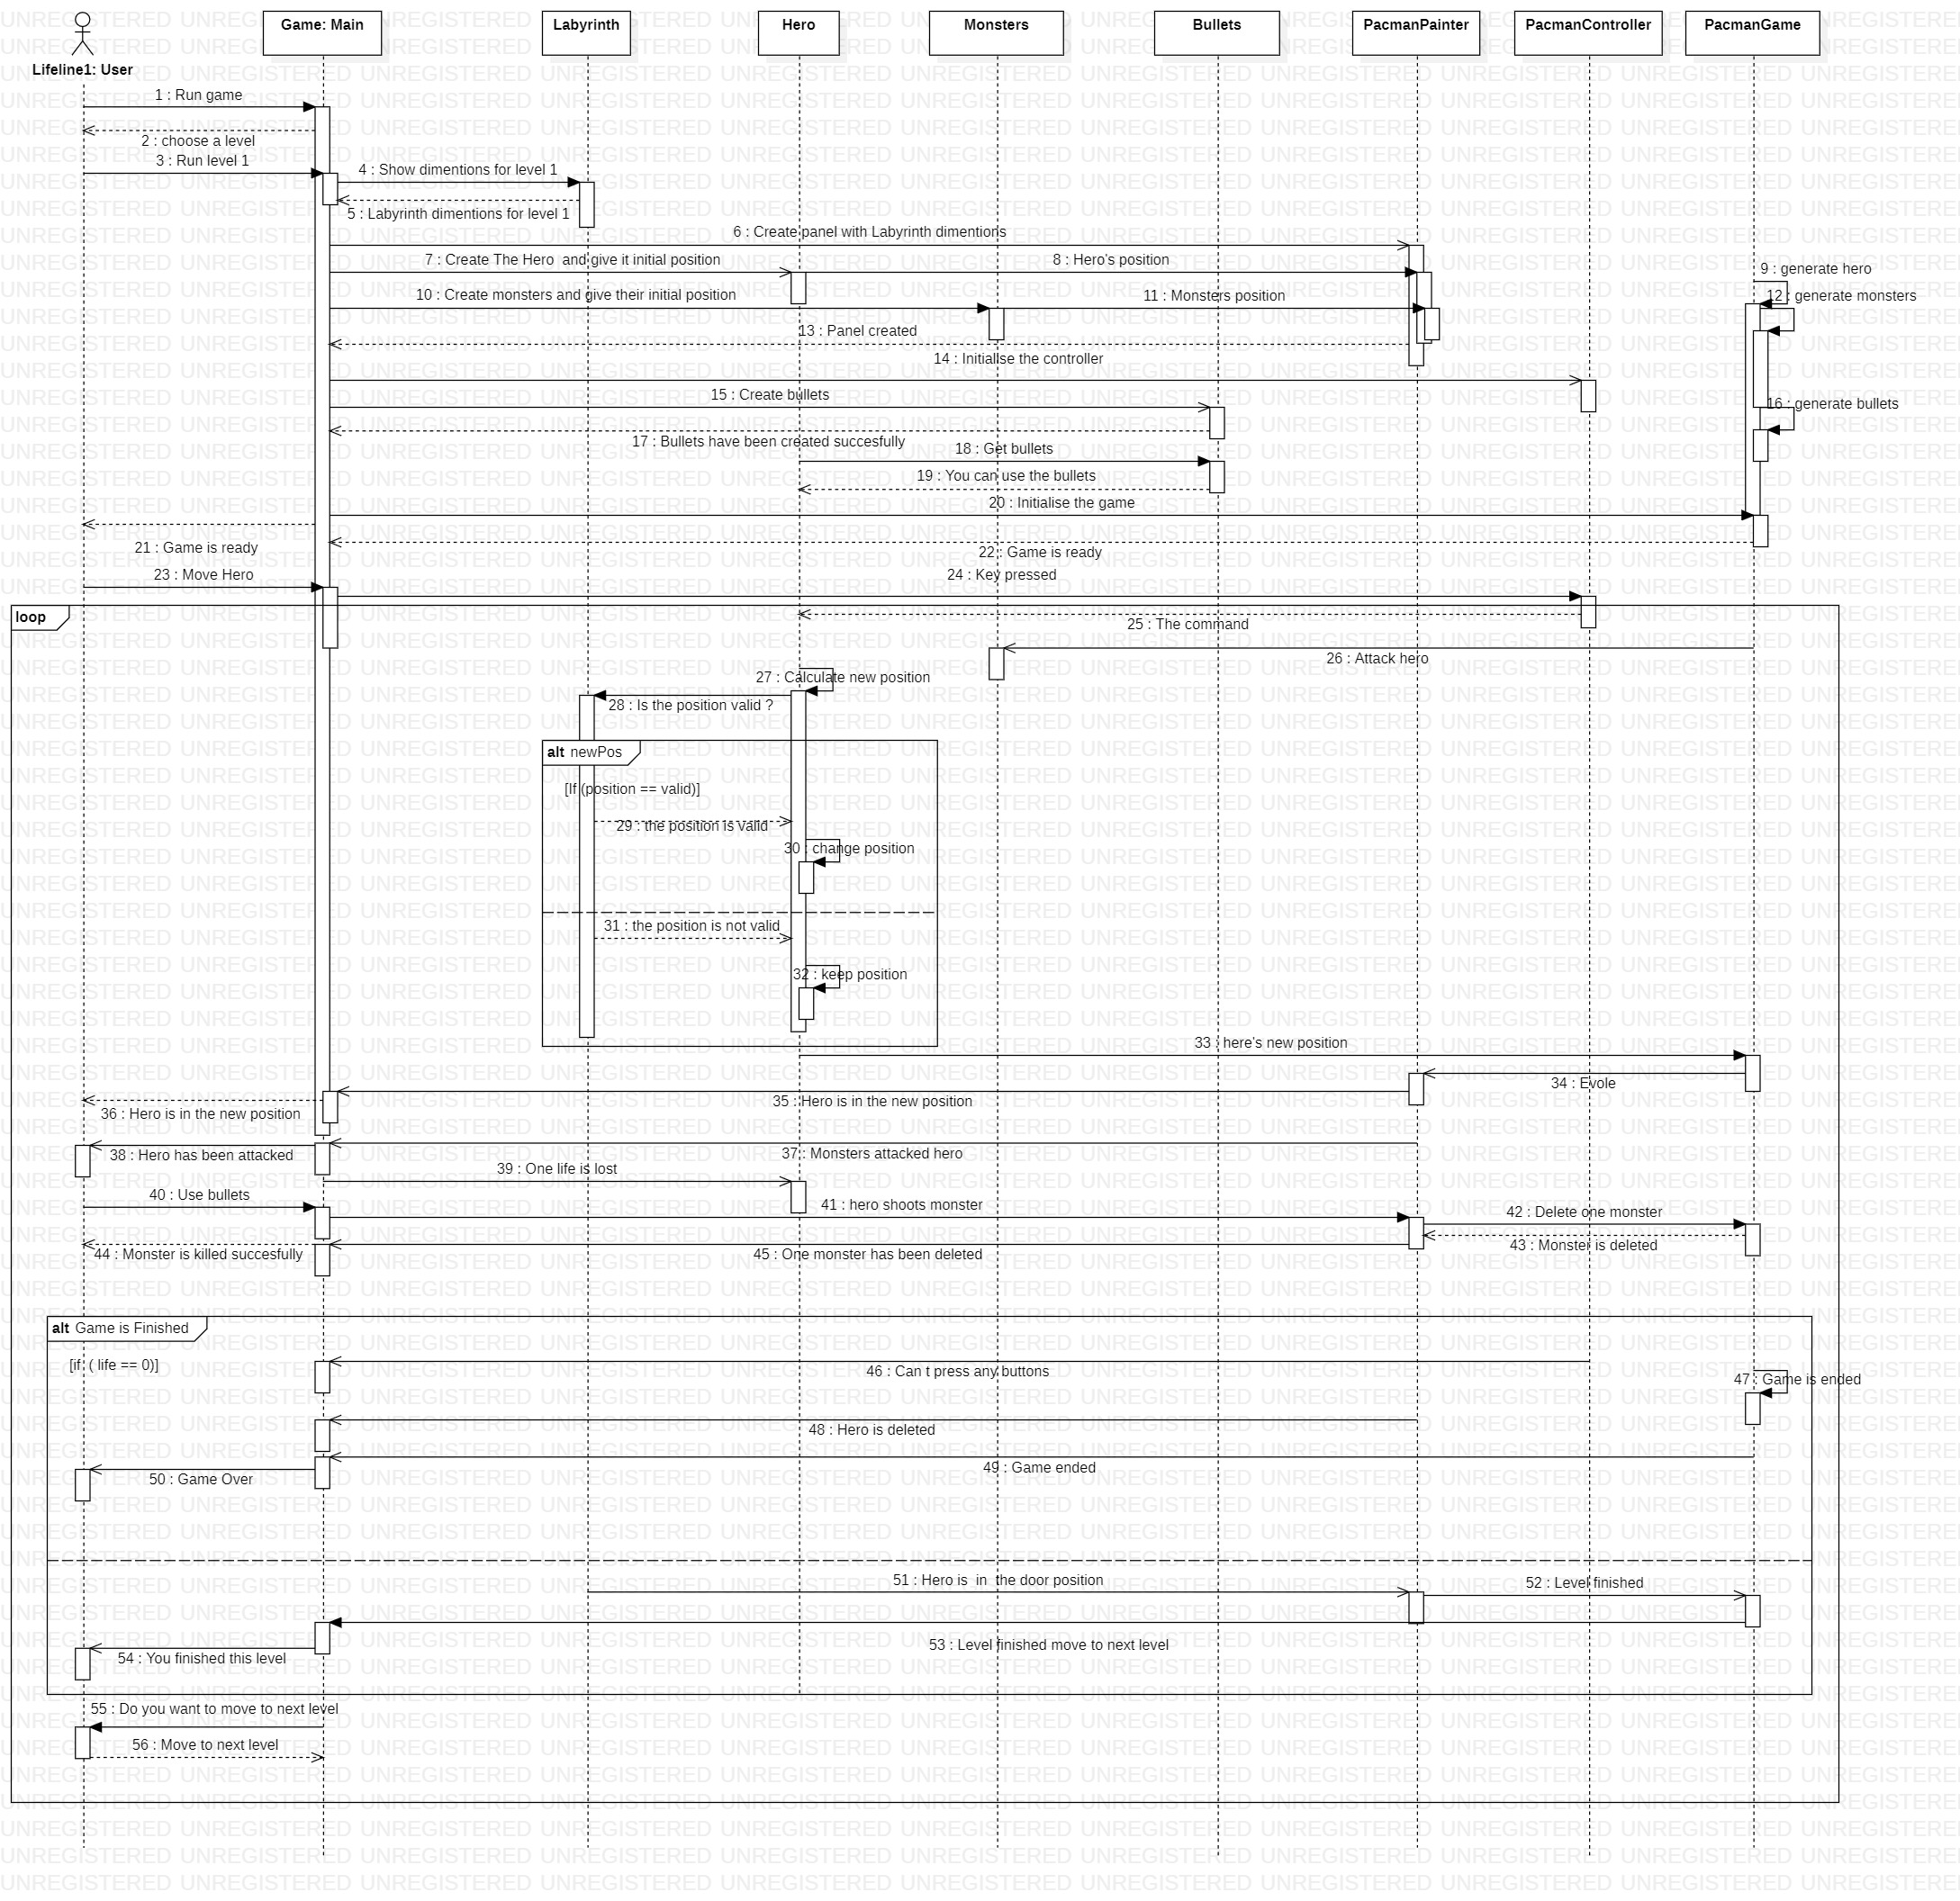 Game: Main
Labyrinth
Hero
Monsters
Bullets
PacmanPainter
PacmanController
PacmanGame
Lifeline1: User
1 : Run game
2 : choose a level
3 : Run level 1
4 : Show dimentions for level 1
5 : Labyrinth dimentions for level 1
6 : Create panel with Labyrinth dimentions
7 : Create The Hero  and give it initial position
8 : Hero's position
9 : generate hero
10 : Create monsters and give their initial position
11 : Monsters position
12 : generate monsters
13 : Panel created
14 : Initialise the controller
15 : Create bullets
16 : generate bullets
17 : Bullets have been created succesfully
18 : Get bullets
19 : You can use the bullets
20 : Initialise the game
21 : Game is ready
22 : Game is ready
23 : Move Hero
24 : Key pressed
loop
25 : The command
26 : Attack hero
27 : Calculate new position
28 : Is the position valid ?
alt newPos
[If (position == valid)]
29 : the position is valid
30 : change position
31 : the position is not valid
32 : keep position
33 : here's new position
34 : Evole
35 : Hero is in the new position
36 : Hero is in the new position
37 : Monsters attacked hero
38 : Hero has been attacked
39 : One life is lost
40 : Use bullets
41 : hero shoots monster
42 : Delete one monster
43 : Monster is deleted
44 : Monster is killed succesfully
45 : One monster has been deleted
alt Game is Finished
[if ( life == 0)]
46 : Can t press any buttons
47 : Game is ended
48 : Hero is deleted
49 : Game ended
50 : Game Over
51 : Hero is  in  the door position
52 : Level finished
53 : Level finished move to next level
54 : You finished this level
55 : Do you want to move to next level
56 : Move to next level
UNREGISTERED